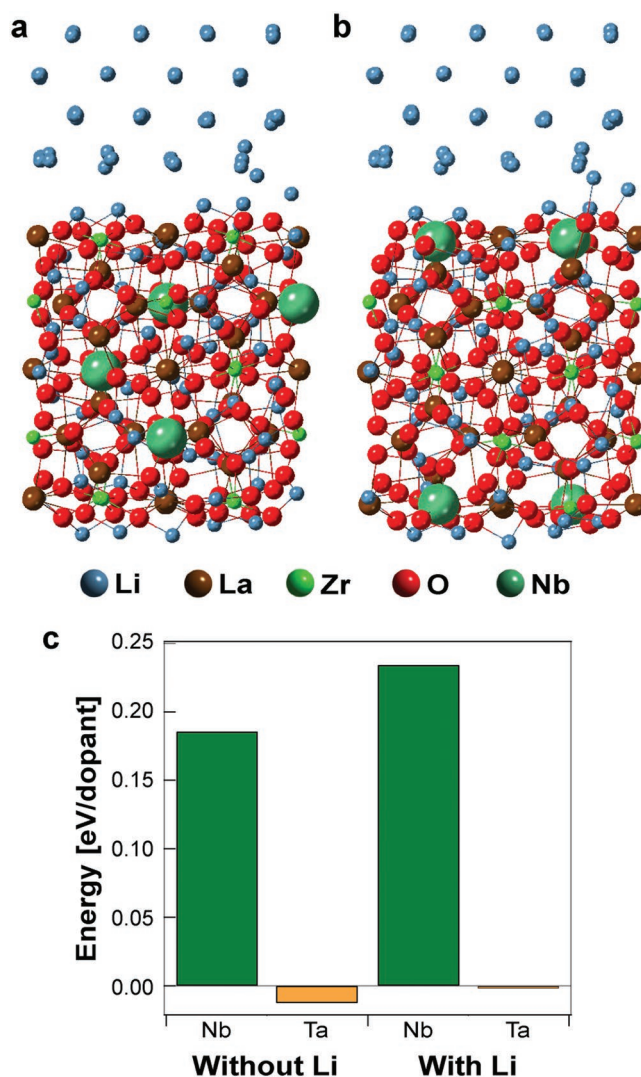 a b
Li La Zr O Nb
c
Energy [eV/dopant]
0.25
0.20
0.15
0.10
0.05
0.00
Nb Ta Nb Ta
Without Li With Li